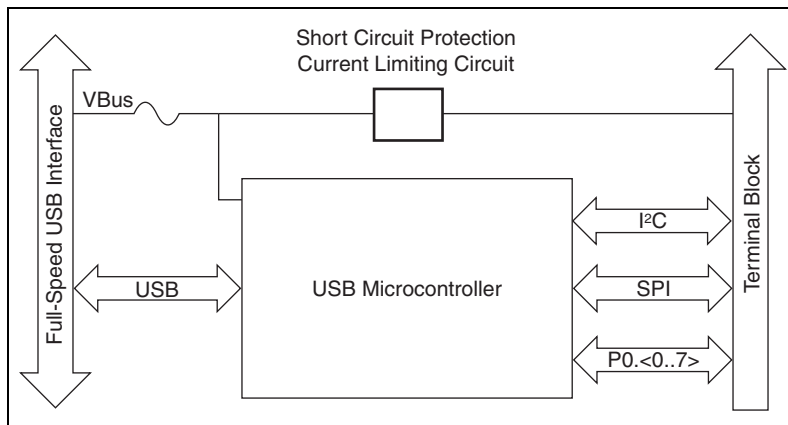 Short Circuit Protection
Current Limiting Circuit
VBus
Full-Speed USB Interface
USB
USB Microcontroller
I²C
SPI
P0.<0..7>
Terminal Block